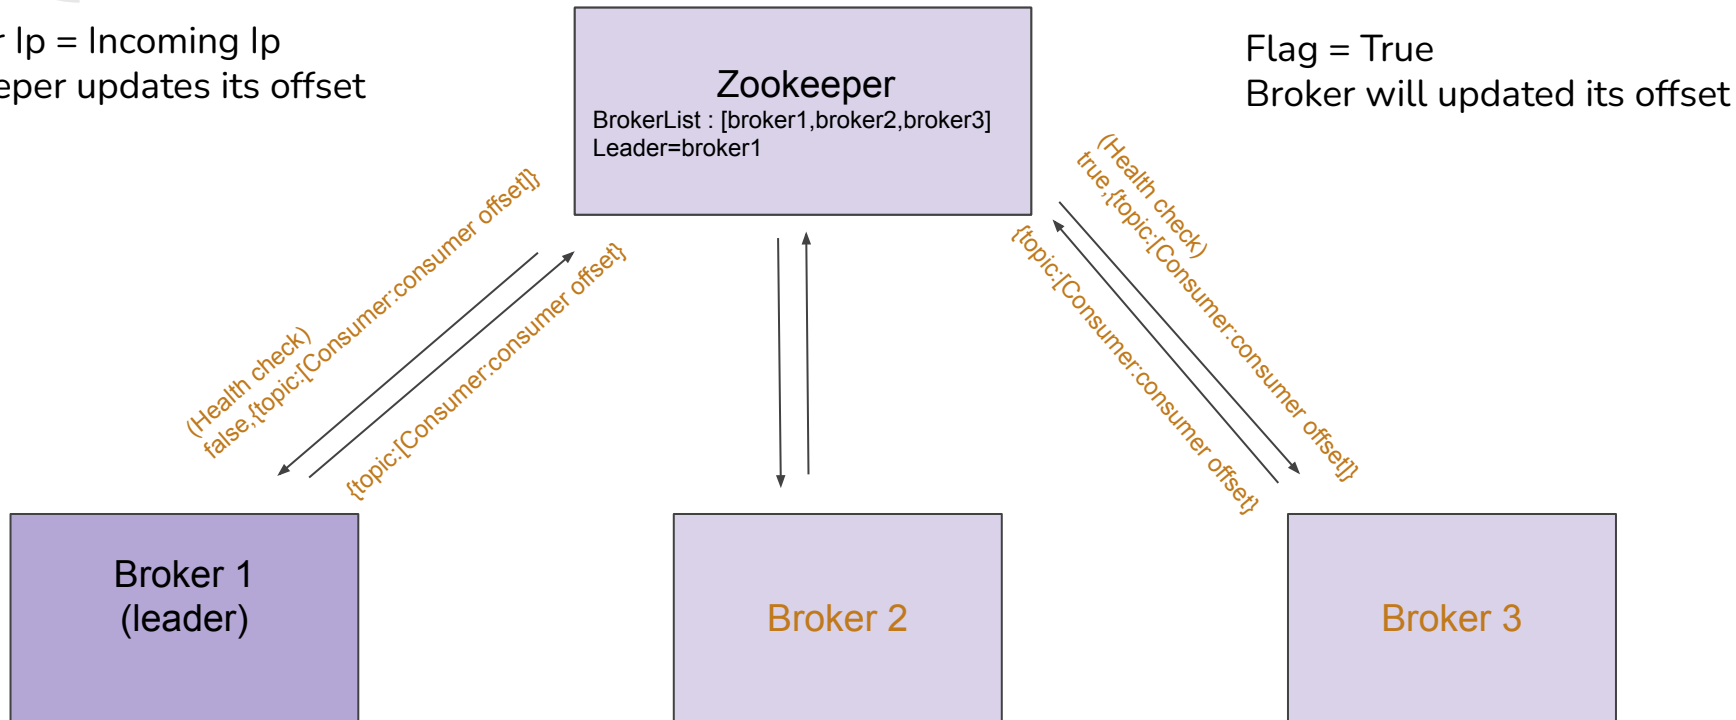 Ip = Incoming Ip
updates its offset
Flag = True
Broker will updated its offset
Zookeeper
BrokerList : [broker1,broker2,broker3]
Leader=broker1
(Health check)
false,{topic:[Consumer:consumer offset]}
{topic:[Consumer:consumer offset}
(Health check)
true,{topic:[Consumer:consumer offset]}
{topic:[Consumer:consumer offset}
Broker 1
(leader)
Broker 2
Broker 3